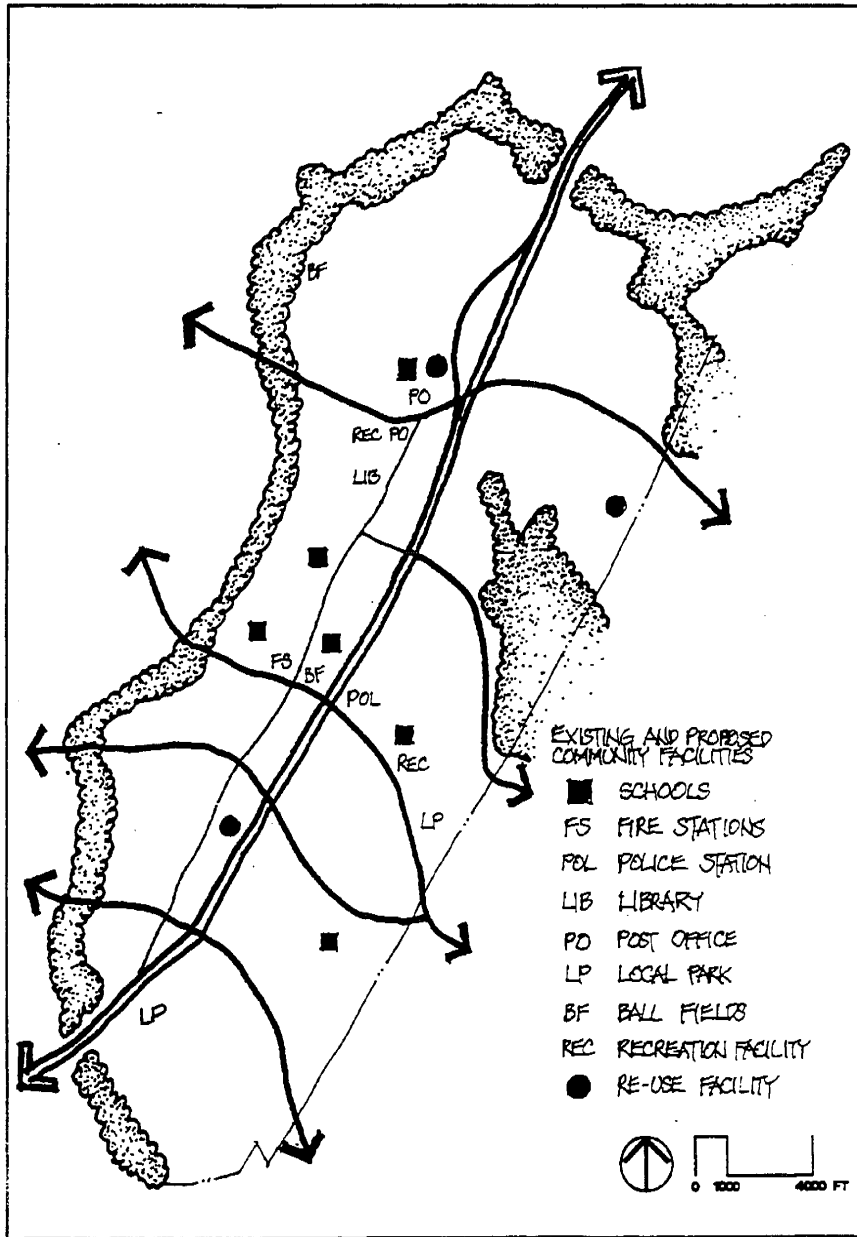 BF
PO
REC PO
LIB
FS
BF
POL
REC
LP
LP
EXISTING AND PROPOSED
COMMUNITY FACILITIES
SCHOOLS
FS FIRE STATIONS
POL POLICE STATION
LIB LIBRARY
PO POST OFFICE
LP LOCAL PARK
BF BALL FIELDS
REC RECREATION FACILITY
RE-USE FACILITY
0 1000 4000 FT